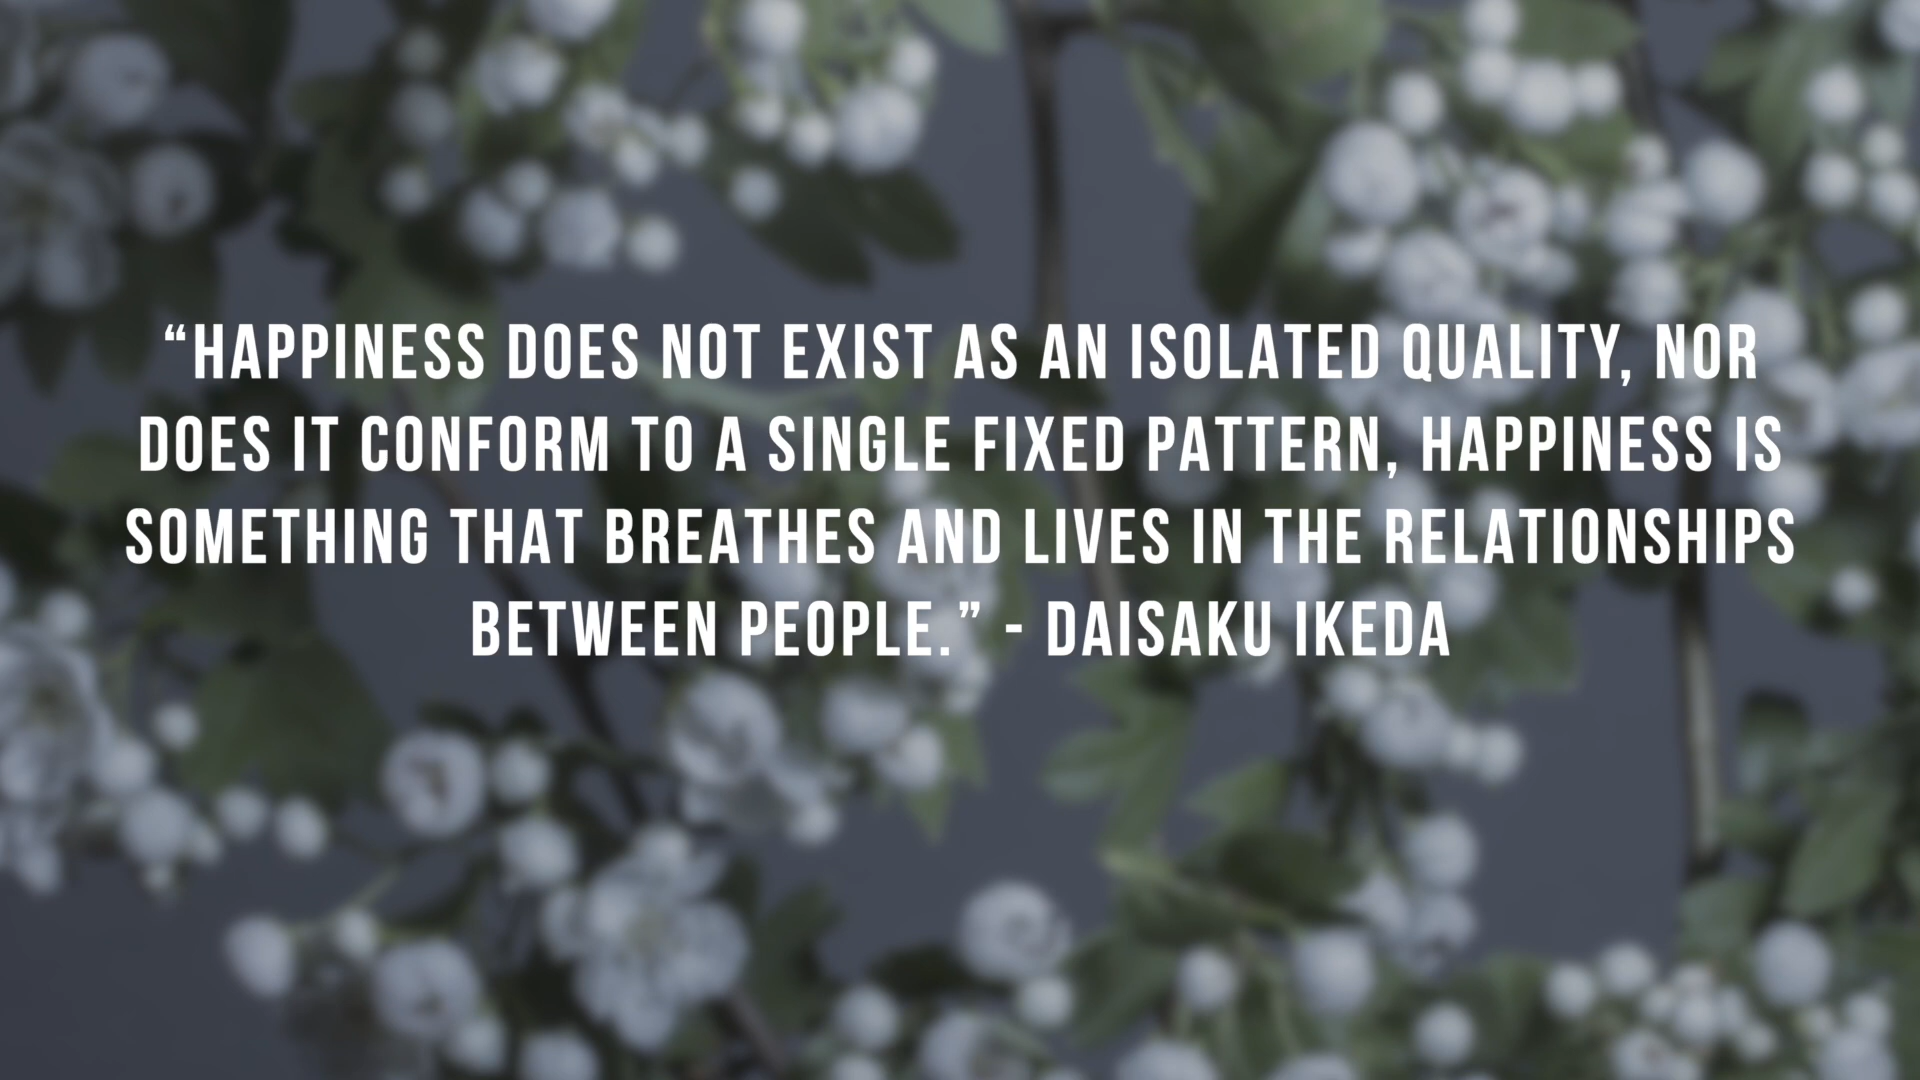 “HAPPINESS DOES NOT EXIST AS AN ISOLATED QUALITY, NOR
DOES IT CONFORM TO A SINGLE FIXED PATTERN, HAPPINESS IS
SOMETHING THAT BREATHES AND LIVES IN THE RELATIONSHIPS
BETWEEN PEOPLE.” - DAISAKU IKEDA